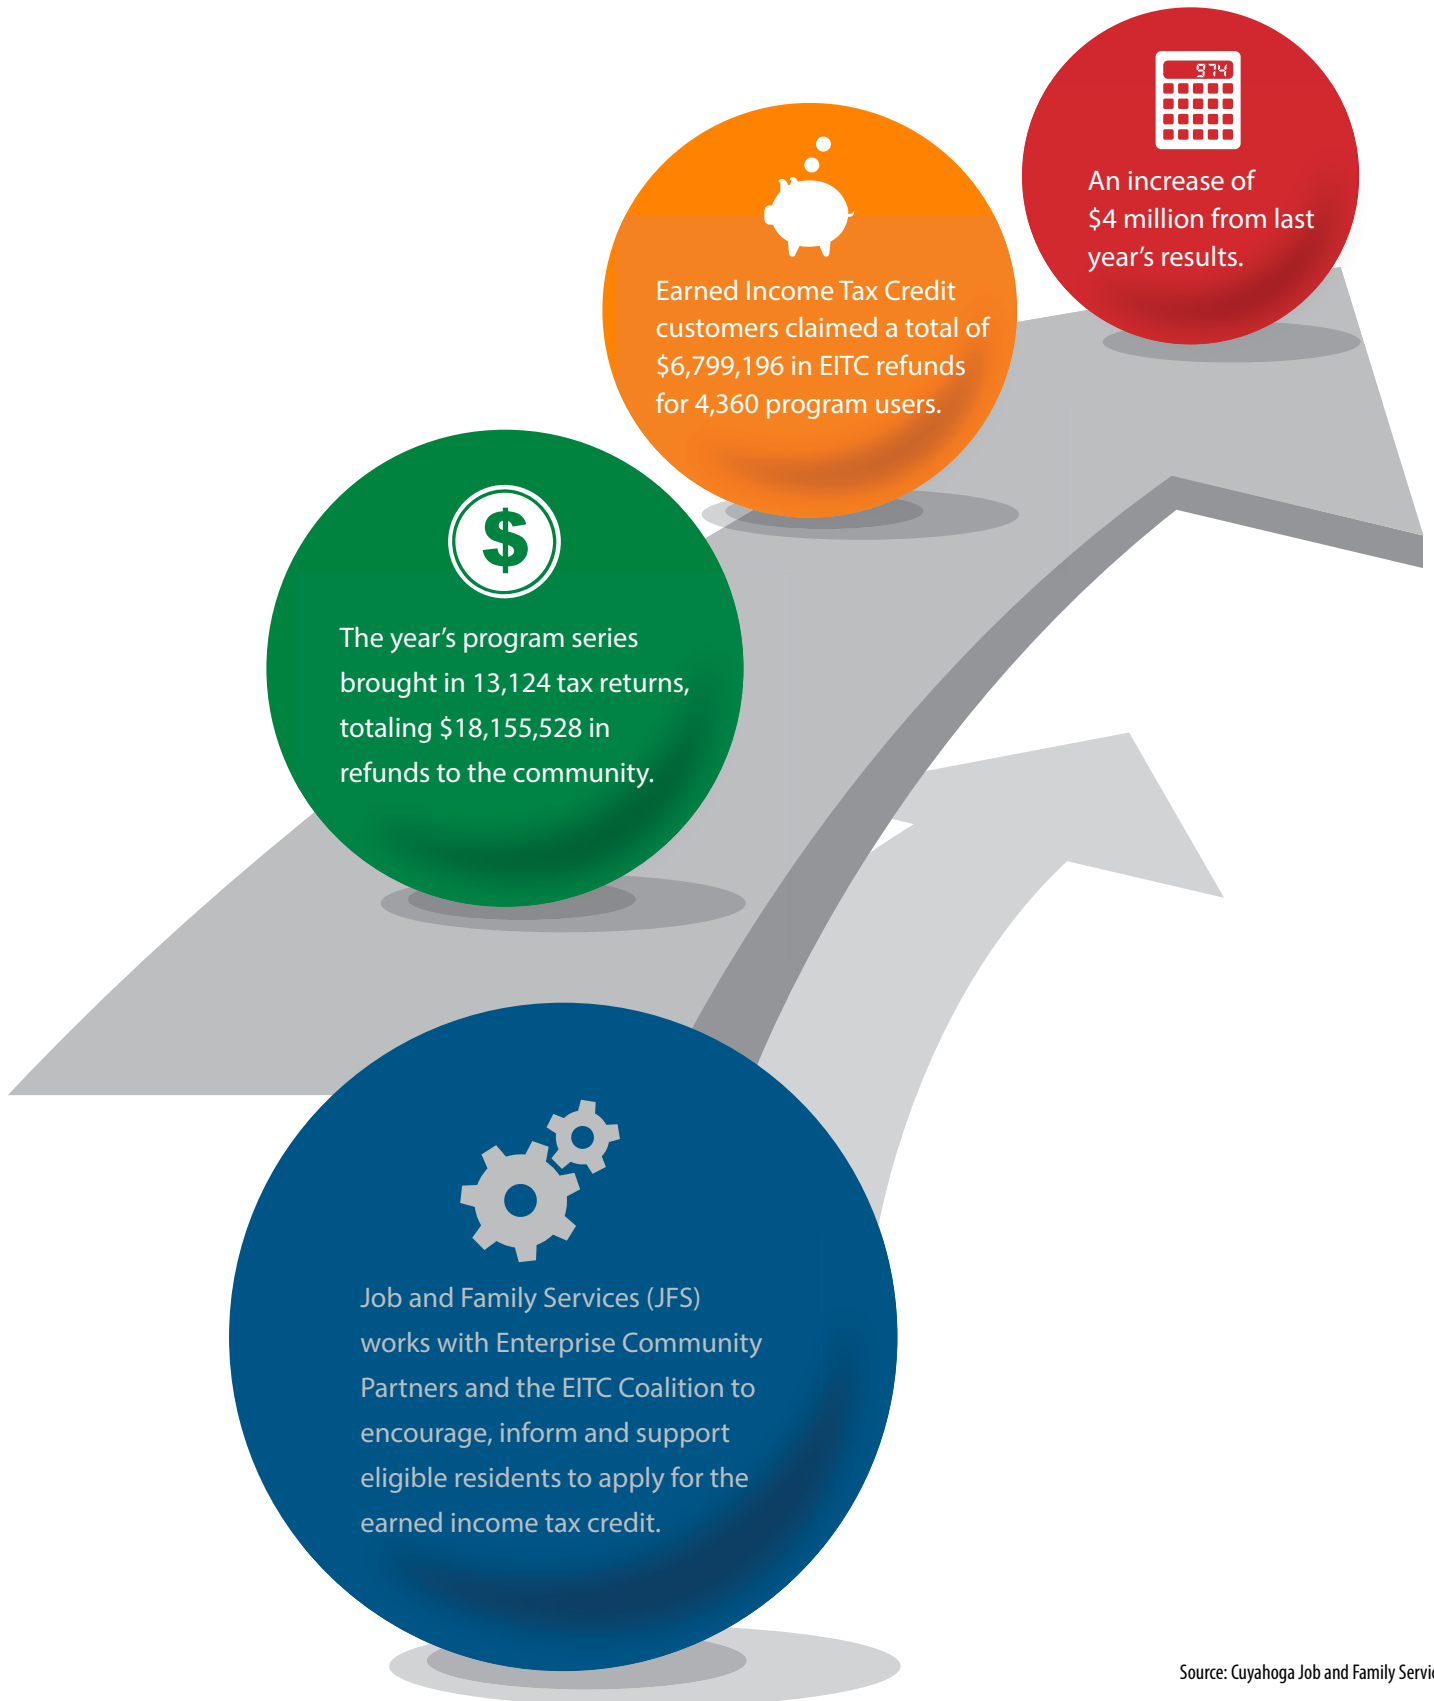 974
An increase of
$4 million from last
year's results.
Earned Income Tax Credit
customers claimed a total of
$6,799,196 in EITC refunds
for 4,360 program users.
$
The year's program series
brought in 13,124 tax returns,
totaling $18,155,528 in
refunds to the community.
Job and Family Services (JFS)
works with Enterprise Community
Partners and the EITC Coalition to
encourage, inform and support
eligible residents to apply for the
earned income tax credit.
Source: Cuyahoga Job and Family